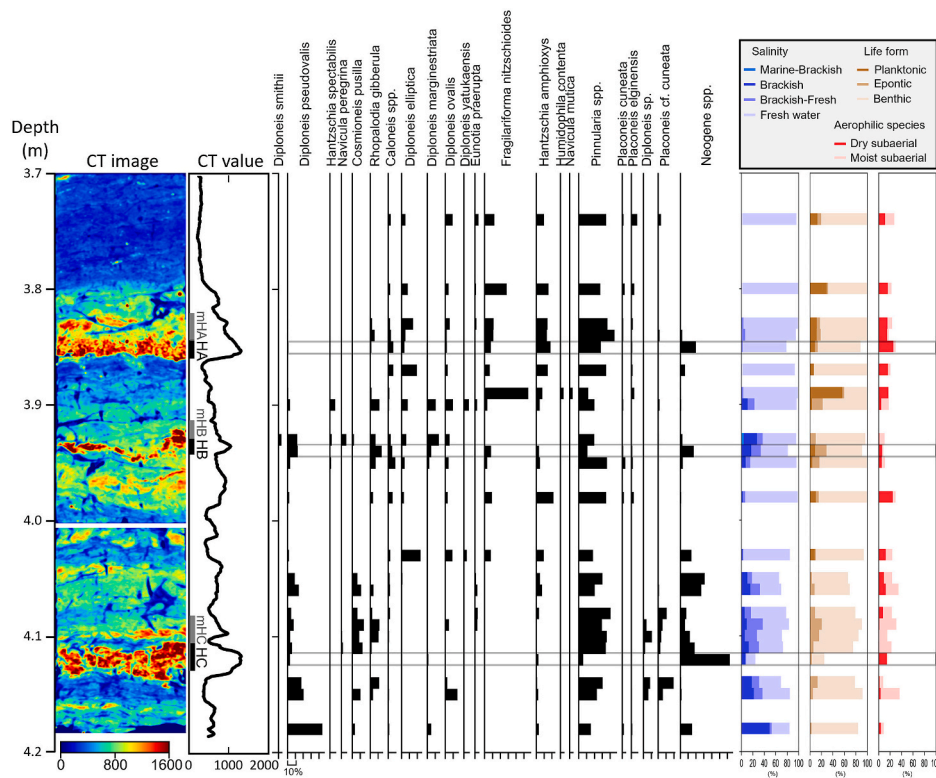 Diploneis smithii
Diploneis pseudovalis
Hantzschia spectabilis
Navicula peregrina
Cosmioneis pusilla
Rhopalodia gibberula
Caloneis spp.
Diploneis elliptica
Diploneis marginestriata
Diploneis ovalis
Diploneis yatukaensis
Eunotia praerupta
Fragilariforma nitzschioides
Hantzschia amphioxys
Humidophila contenta
Navicula mutica
Pinnularia spp.
Placoneis cuneata
Placoneis elginensis
Diploneis sp.
Placoneis cf. cuneata
Neogene spp.
Salinity
Marine-Brackish
Brackish
Brackish-Fresh
Fresh water
Life form
Planktonic
Epontic
Benthic
Aerophilic species
Dry subaerial
Moist subaerial
Depth
(m)
CT image
CT value
3.7
3.8
3.9
4.0
4.1
4.2
mHA
HA
mHB
HB
mHC
HC
0 800 1600
0 1000 2000
10%
0 20 40 60 80 100
(%)
0 20 40 60 80 100
(%)
0 20 40 60 80 100
(%)